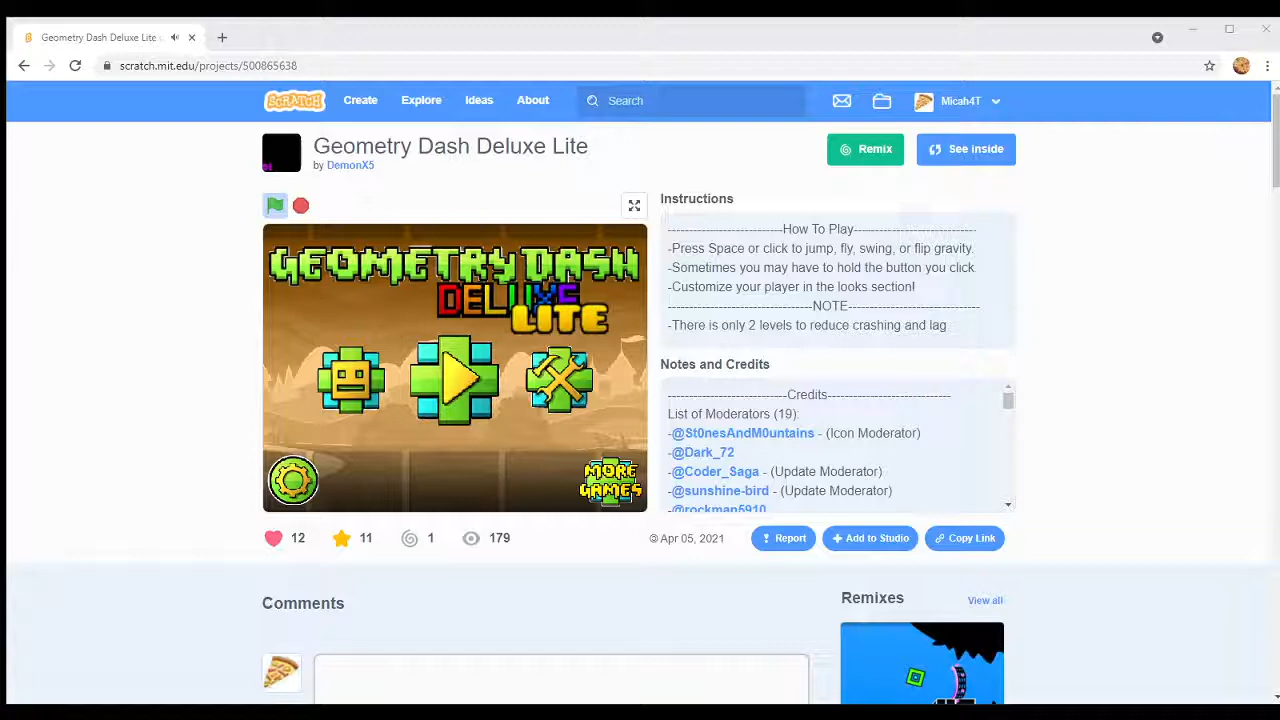 Geometry Dash Deluxe Lite
scratch.mit.edu/projects/500865638
SCRATCH
Create
Explore
Ideas
About
Search
Micah4T
Geometry Dash Deluxe Lite
by DemonX5
Remix
See inside
GEOMETRY DASH
DELUXE
LITE
MORE
GAMES
Instructions
---------------------------How To Play---------------------------
-Press Space or click to jump, fly, swing, or flip gravity.
-Sometimes you may have to hold the button you click.
-Customize your player in the looks section!
----------------------------------NOTE-------------------------------
-There is only 2 levels to reduce crashing and lag
Notes and Credits
----------------------------Credits-----------------------------
List of Moderators (19):
-@St0nesAndM0untains - (Icon Moderator)
-@Dark_72
-@Coder_Saga - (Update Moderator)
-@sunshine-bird - (Update Moderator)
-@rockman5910
12
11
1
179
© Apr 05, 2021
Report
Add to Studio
Copy Link
Comments
Remixes
View all